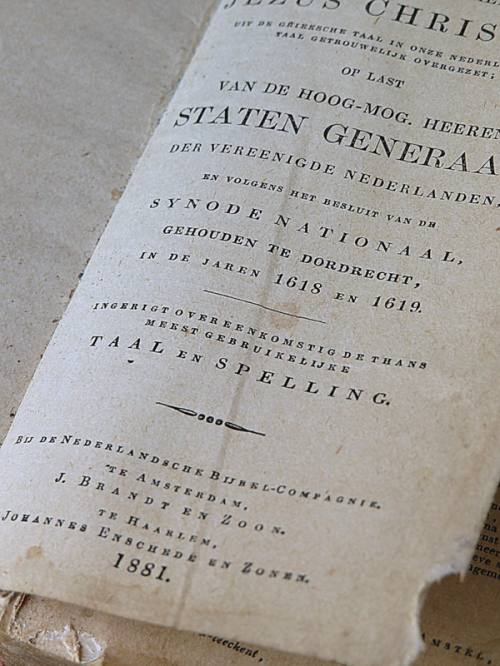 JEZUS CHRIS
UIT DE GRIEKSCHE TAAL IN ONZE NEDERL
TAAL GETROUWELIJK OVERGEZET;
OP LAST
VAN DE HOOG-MOG. HEEREN
STATEN GENERAA
DER VEREENIGDE NEDERLANDEN,
EN VOLGENS HET BESLUIT VAN DE
SYNODE NATIONAAL,
GEHOUDEN TE DORDRECHT,
IN DE JAREN 1618 EN 1619.
INGERIGT OVEREENKOMSTIG DE THANS
MEEST GEBRUIKELIJKE
TAAL EN SPELLING.
BIJ DE NEDERLANDSCHE BIJBEL-COMPAGNIE.
TE AMSTERDAM,
J. BRANDT EN ZOON.
TE HAARLEM,
JOHANNES ENSCHEDE EN ZONEN.
1881.
AMSTEL,